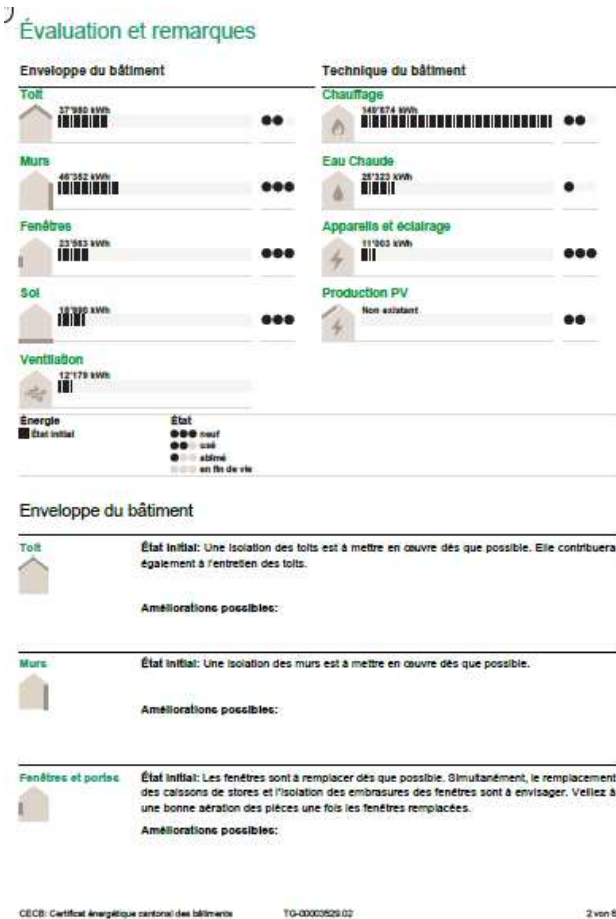 Évaluation et remarques
Enveloppe du bâtiment
Technique du bâtiment
Toit
37'980 kWh
Chauffage
kWh
Murs
46'352 kWh
Eau Chaude
kWh
Fenêtres
23'563 kWh
Appareils et éclairage
kWh
Sol
kWh
Production PV
Non existant
Ventilation
12'179 kWh
Énergie
État initial
État
neuf
usé
abîmé
en fin de vie
Enveloppe du bâtiment
Toit
État initial: Une isolation des toits est à mettre en œuvre dès que possible. Elle contribuera
également à l'entretien des toits.
Améliorations possibles:
Murs
État initial: Une isolation des murs est à mettre en œuvre dès que possible.
Améliorations possibles:
Fenêtres et portes
État initial: Les fenêtres sont à remplacer dès que possible. Simultanément, le remplacement
des caissons de stores et l'isolation des embrasures des fenêtres sont à envisager. Veillez à
une bonne aération des pièces une fois les fenêtres remplacées.
Améliorations possibles:
CECB: Certificat énergétique cantonal des bâtiments
TG-00003529.02
2 von